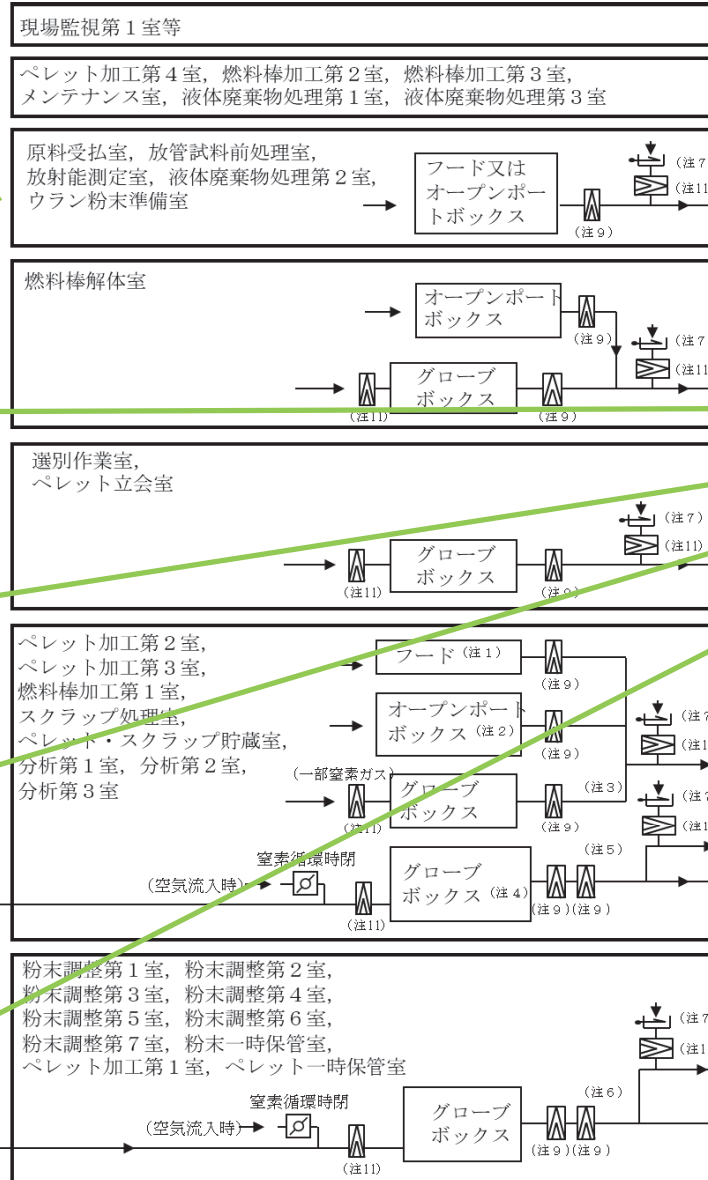 現場監視第１室等
ペレット加工第４室，燃料棒加工第２室，燃料棒加工第３室，
メンテナンス室，液体廃棄物処理第１室，液体廃棄物処理第３室
原料受払室，放管試料前処理室，
放射能測定室，液体廃棄物処理第２室，
ウラン粉末準備室
フード又は
オープンポー
トボックス
(注９)
(注７
(注11
燃料棒解体室
オープンポート
ボックス
(注９)
(注７
(注11
グローブ
ボックス
(注11)
(注９)
選別作業室，
ペレット立会室
(注７)
(注11)
グローブ
ボックス
(注11)
(注９)
ペレット加工第２室，
ペレット加工第３室，
燃料棒加工第１室，
スクラップ処理室，
ペレット・スクラップ貯蔵室，
分析第１室，分析第２室，
分析第３室
フード(注１)
(注９)
オープンポート
ボックス(注２)
(注９)
(注７
(注1
(一部窒素ガス)
グローブ
ボックス
(注11)
(注９)
(注３)
(注７
(注1
窒素循環時閉
(空気流入時)
グローブ
ボックス(注４)
(注11)
(注９)(注９)
(注５)
粉末調整第１室，粉末調整第２室，
粉末調整第３室，粉末調整第４室，
粉末調整第５室，粉末調整第６室，
粉末調整第７室，粉末一時保管室，
ペレット加工第１室，ペレット一時保管室
(注７
(注1
窒素循環時閉
(空気流入時)
グローブ
ボックス
(注11)
(注９)(注９)
(注６)